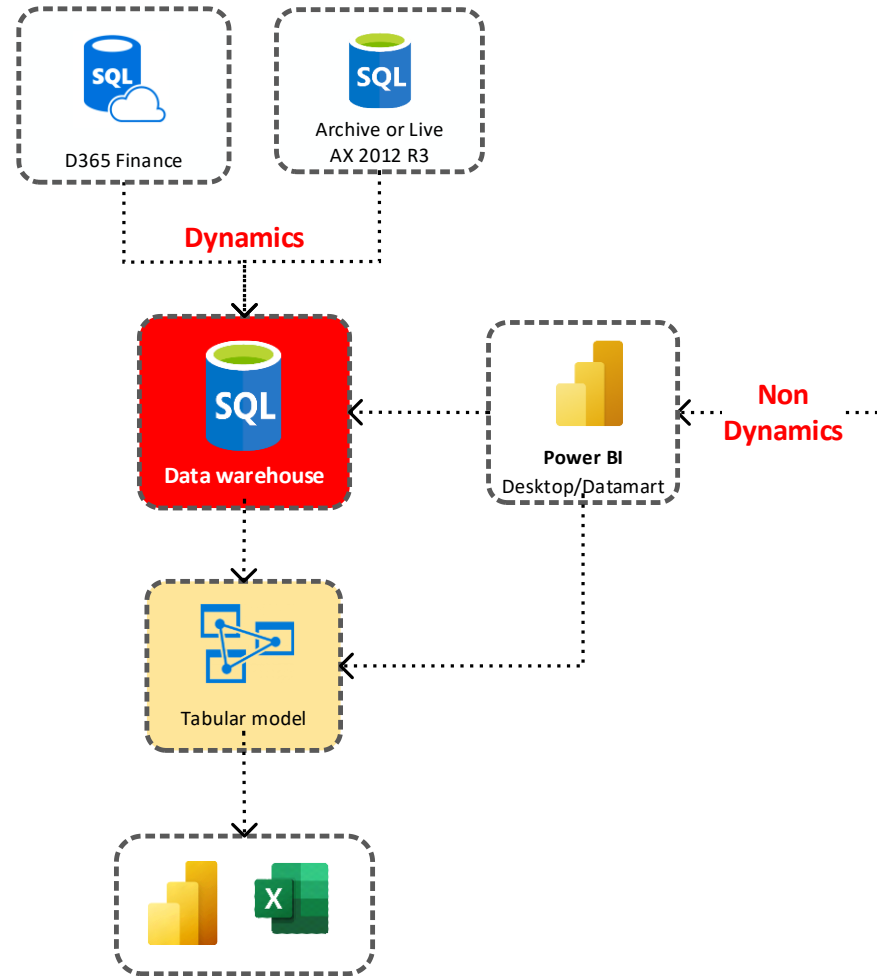 SQL
D365 Finance
SQL
Archive or Live
AX 2012 R3
Dynamics
SQL
Data warehouse
Power BI
Desktop/Datamart
Non
Dynamics
Tabular model
X